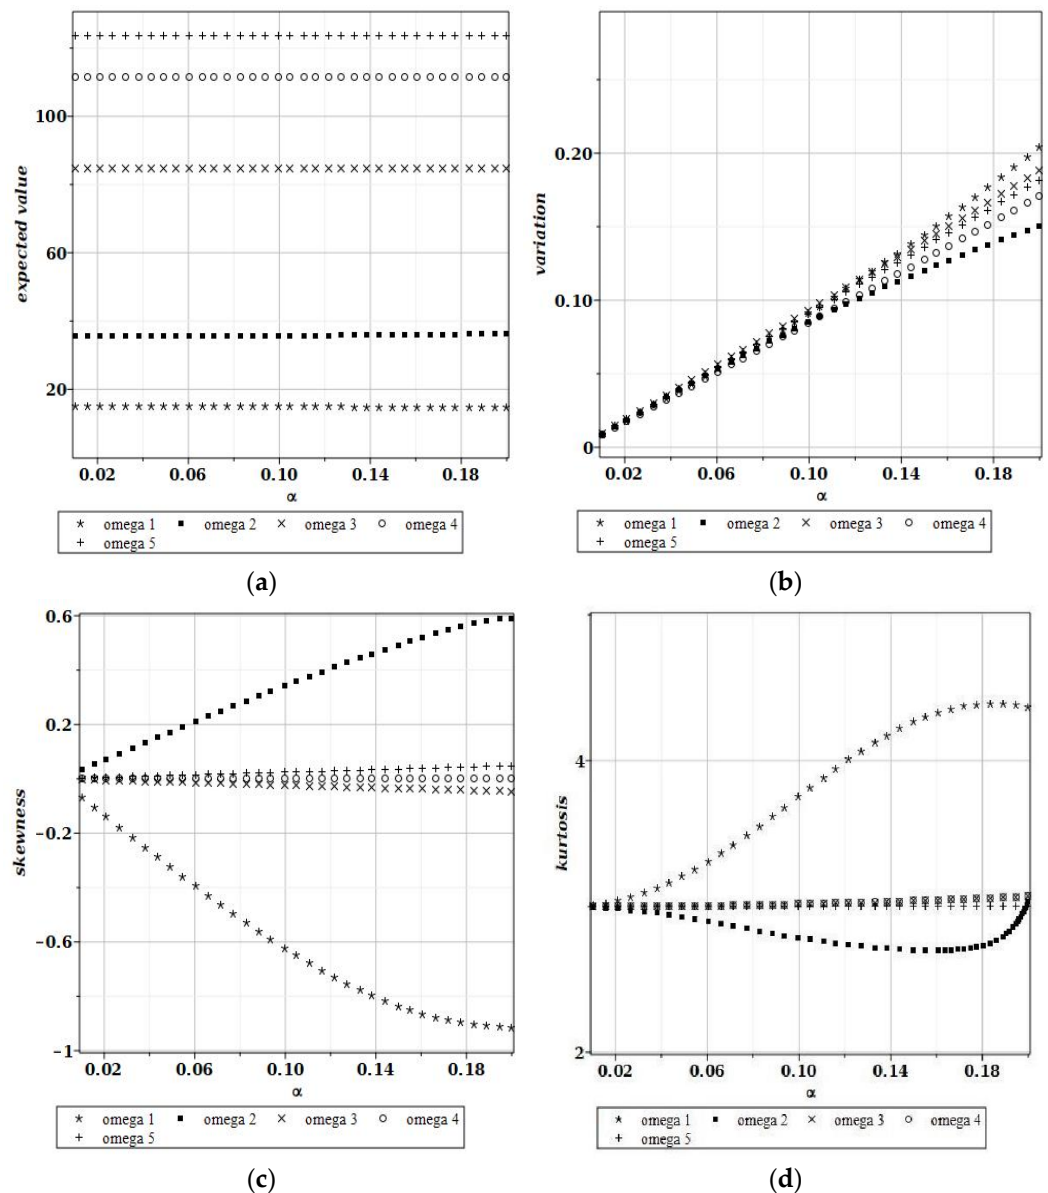 expected value
100
60
20
0.02 0.06 0.10 0.14 0.18
α
omega 1 omega 2 omega 3 omega 4
omega 5
(a)
variation
0.20
0.10
0
0.02 0.06 0.10 0.14 0.18
α
omega 1 omega 2 omega 3 omega 4
omega 5
(b)
skewness
0.6
0.2
-0.2
-0.6
-1
0.02 0.06 0.10 0.14 0.18
α
omega 1 omega 2 omega 3 omega 4
omega 5
(c)
kurtosis
4
2
0.02 0.06 0.10 0.14 0.18
α
omega 1 omega 2 omega 3 omega 4
omega 5
(d)